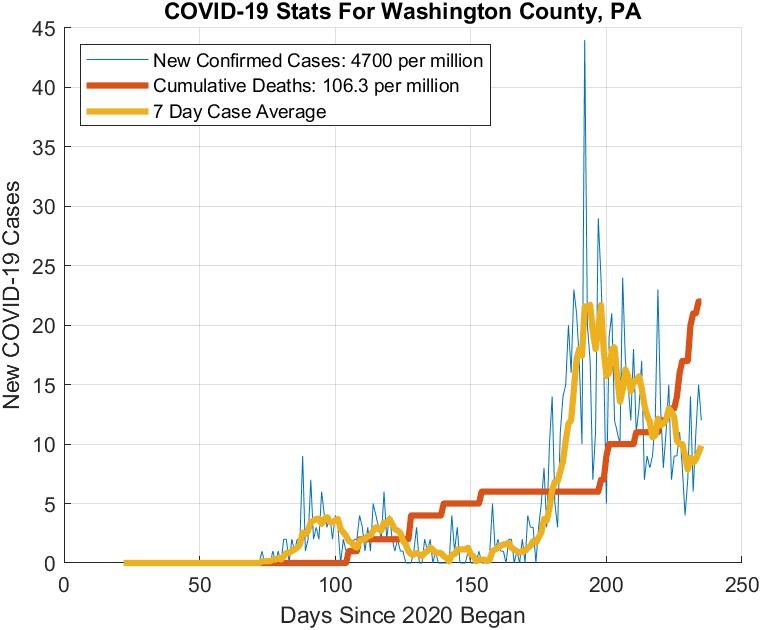 COVID-19 Stats For Washington County, PA
45
40
35
30
25
20
15
10
5
0
New COVID-19 Cases
New Confirmed Cases: 4700 per million
Cumulative Deaths: 106.3 per million
7 Day Case Average
0 50 100 150 200 250
Days Since 2020 Began